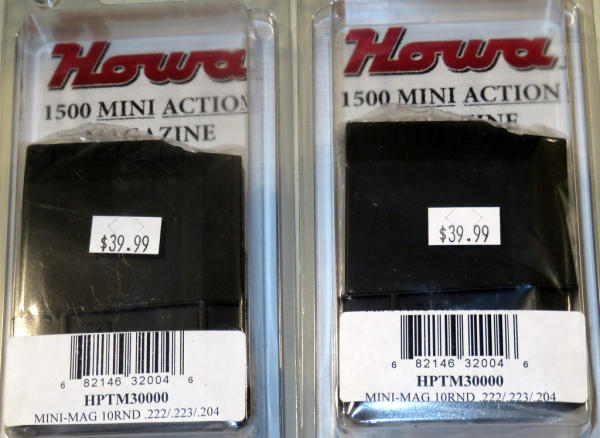 Howa
1500 MINI ACTION
MAGAZINE
$39.99
6 82146 32004 6
HPTM30000
MINI-MAG 10RND .222/.223/.204
Howa
1500 MINI ACTION
$39.99
6 82146 32004 6
HPTM30000
MINI-MAG 10RND .222/.223/.204